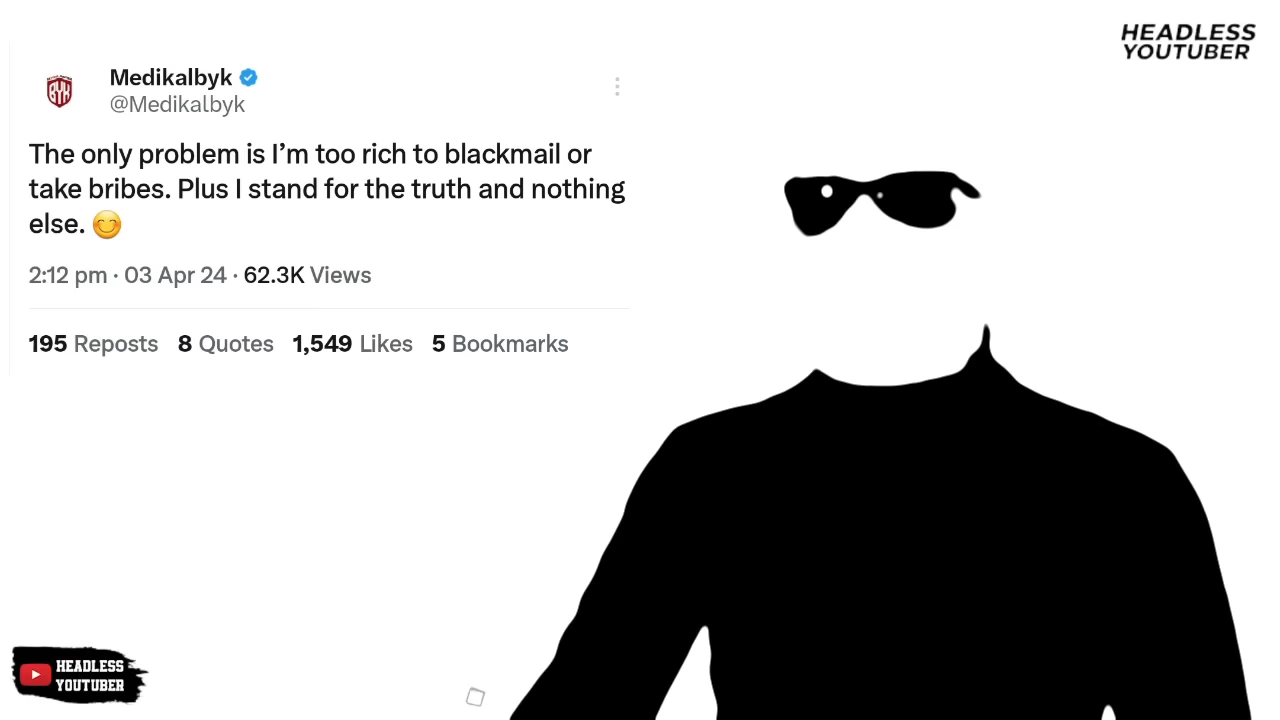 HEADLESS
YOUTUBER
BYK
Medikalbyk
@Medikalbyk
The only problem is I’m too rich to blackmail or
take bribes. Plus I stand for the truth and nothing
else. 😊
2:12 pm · 03 Apr 24 · 62.3K Views
195 Reposts 8 Quotes 1,549 Likes 5 Bookmarks
HEADLESS
YOUTUBER